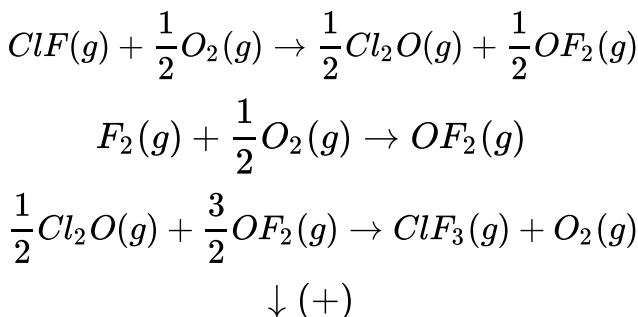 ClF(g) + 1/2 O₂(g) → 1/2 Cl₂O(g) + 1/2 OF₂(g)
F₂(g) + 1/2 O₂(g) → OF₂(g)
1/2 Cl₂O(g) + 3/2 OF₂(g) → ClF₃(g) + O₂(g)
↓ (+)